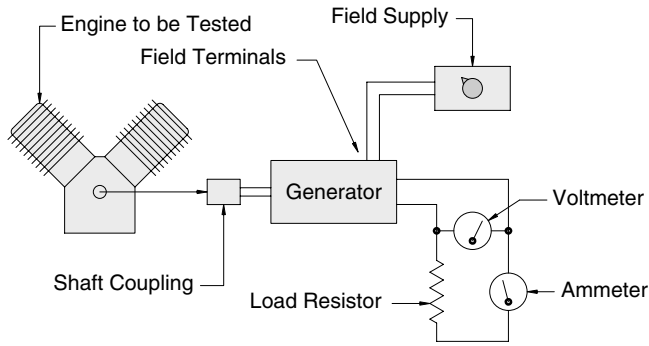 Field Supply
Engine to be Tested
Field Terminals
Generator
Voltmeter
Shaft Coupling
Load Resistor
Ammeter